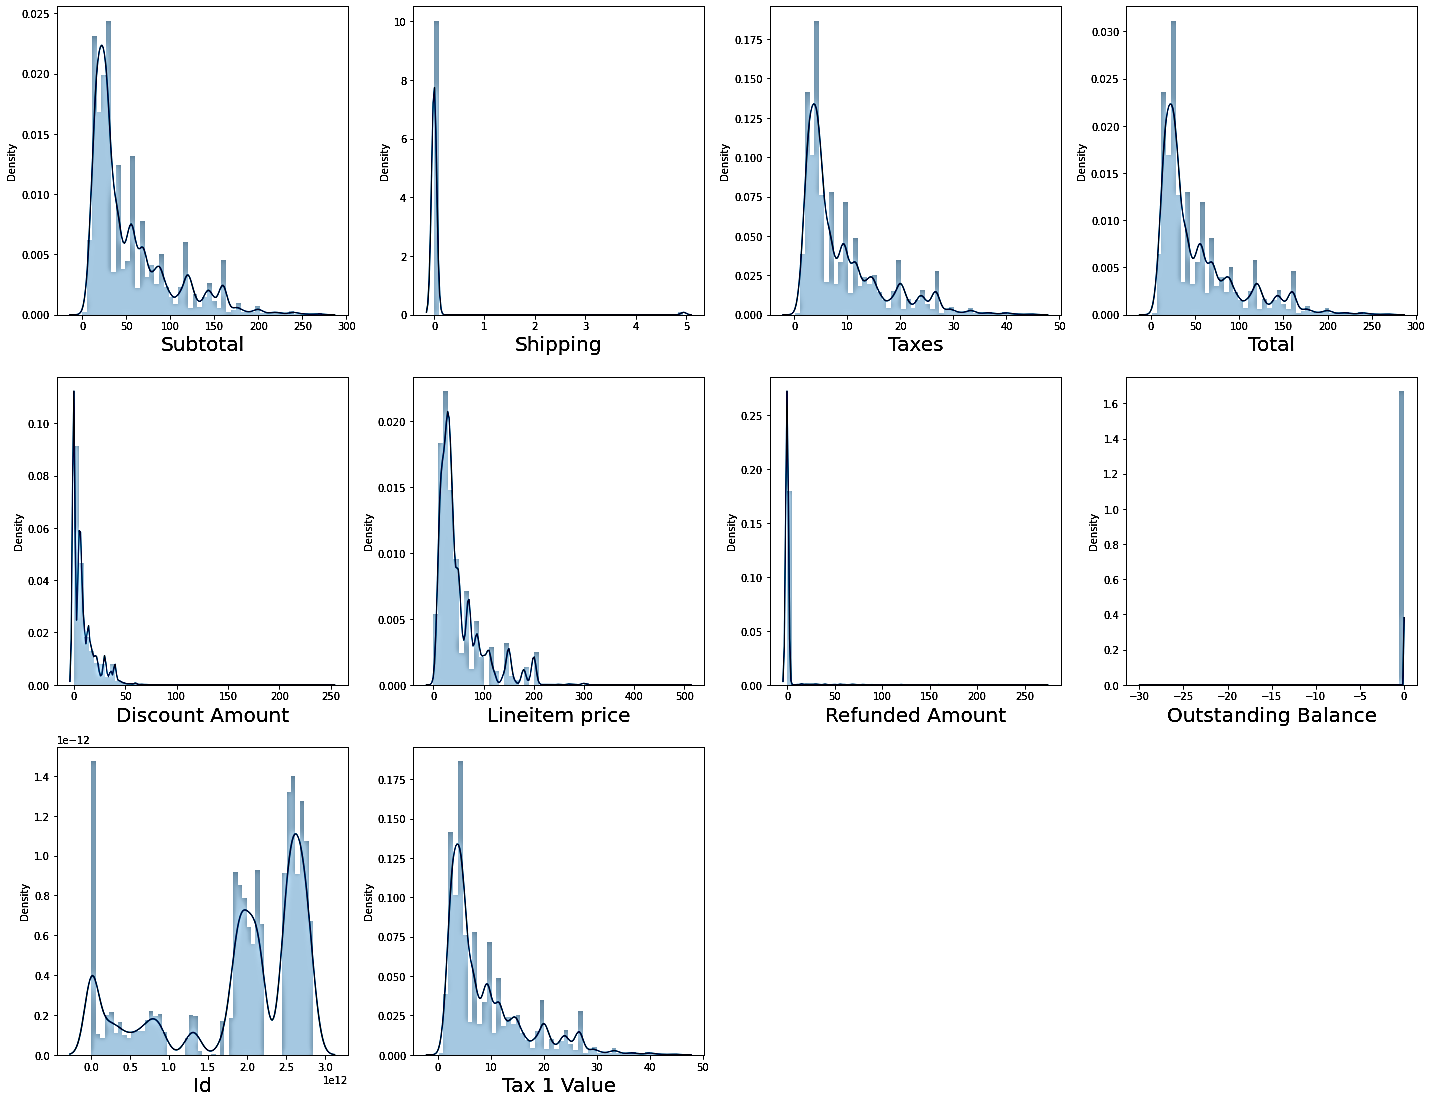 0.025
0.020
0.015
0.010
0.005
0.000
Density
0 50 100 150 200 250 300
Subtotal
10
8
6
4
2
0
Density
0 1 2 3 4 5
Shipping
0.175
0.150
0.125
0.100
0.075
0.050
0.025
0.000
Density
0 10 20 30 40 50
Taxes
0.030
0.025
0.020
0.015
0.010
0.005
0.000
Density
0 50 100 150 200 250 300
Total
0.10
0.08
0.06
0.04
0.02
0.00
Density
0 50 100 150 200 250
Discount Amount
0.020
0.015
0.010
0.005
0.000
Density
0 100 200 300 400 500
Lineitem price
0.25
0.20
0.15
0.10
0.05
0.00
Density
0 50 100 150 200 250
Refunded Amount
1.6
1.4
1.2
1.0
0.8
0.6
0.4
0.2
0.0
Density
−30 −25 −20 −15 −10 −5 0
Outstanding Balance
1e−12
1.4
1.2
1.0
0.8
0.6
0.4
0.2
0.0
Density
0.0 0.5 1.0 1.5 2.0 2.5 3.0
1e12
Id
0.175
0.150
0.125
0.100
0.075
0.050
0.025
0.000
Density
0 10 20 30 40 50
Tax 1 Value